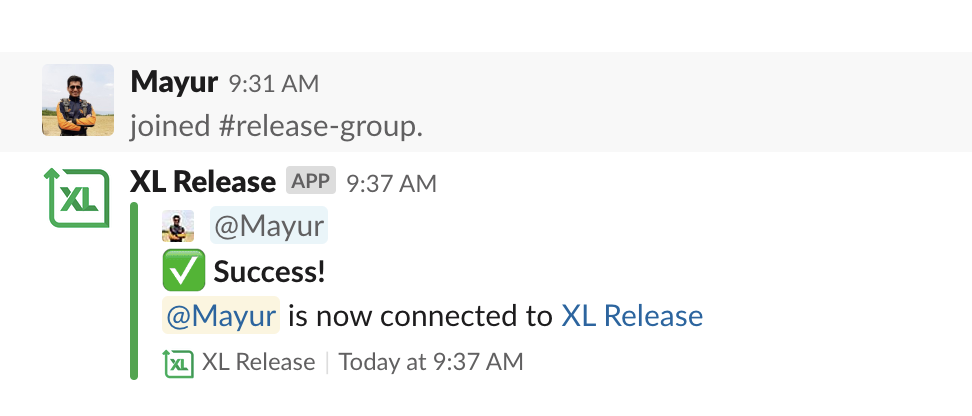 Mayur 9:31 AM
joined #release-group.
XL
XL Release APP 9:37 AM
@Mayur
Success!
@Mayur is now connected to XL Release
XL XL Release | Today at 9:37 AM